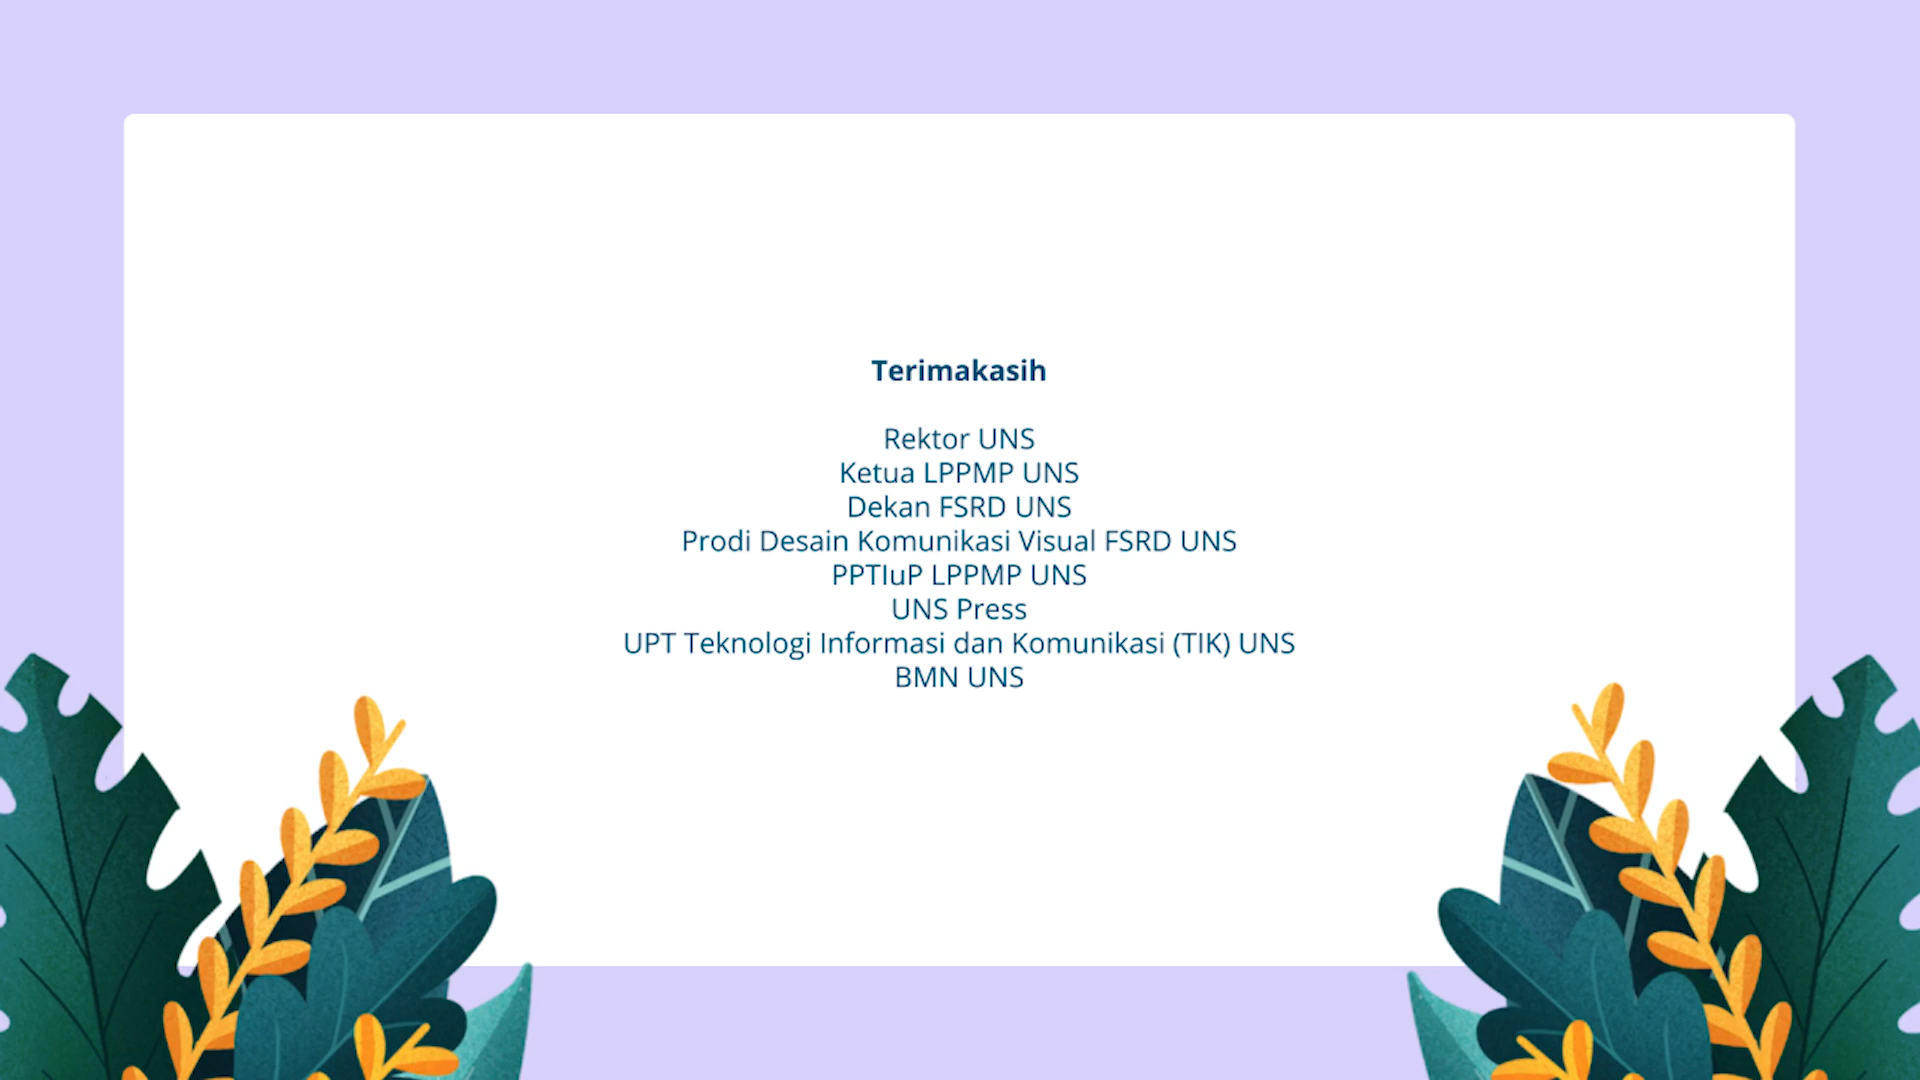 Terimakasih
Rektor UNS
Ketua LPPMP UNS
Dekan FSRD UNS
Prodi Desain Komunikasi Visual FSRD UNS
PPTIuP LPPMP UNS
UNS Press
UPT Teknologi Informasi dan Komunikasi (TIK) UNS
BMN UNS